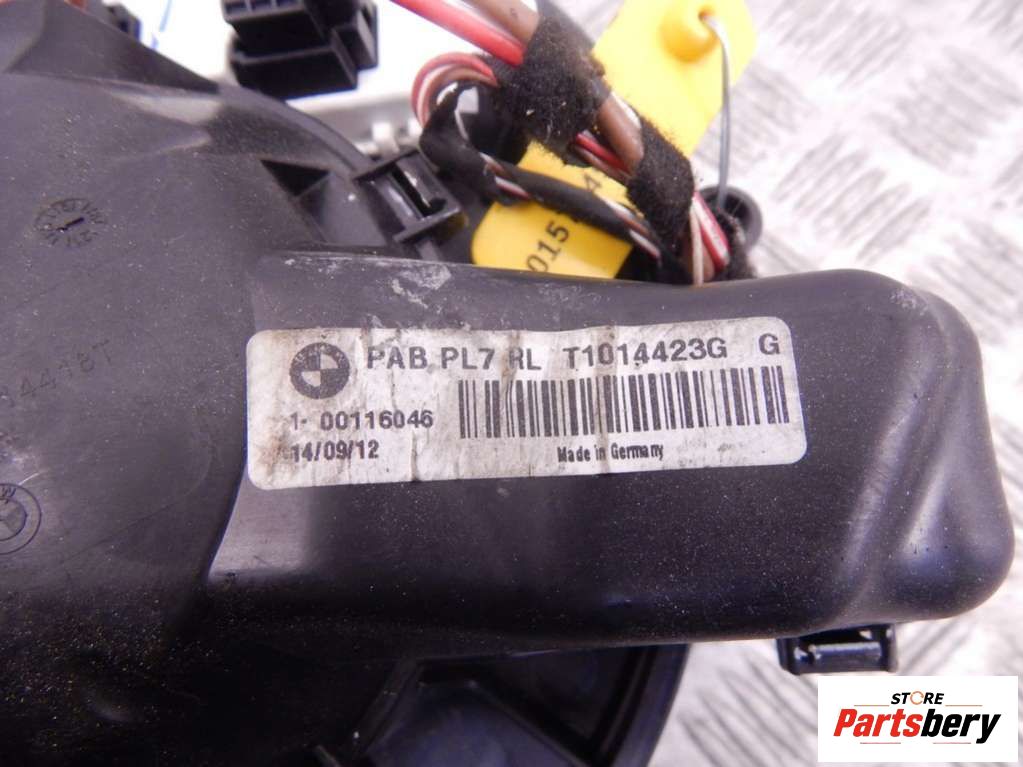 PAB PL7 RL T1014423G G
1- 00116046
14/09/12
Made in Germany
STORE
Partsbery